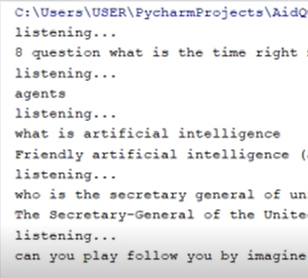 C:\Users\USER\PycharmProjects\AidQ
listening...
8 question what is the time right
listening...
agents
listening...
what is artificial intelligence
Friendly artificial intelligence (
listening...
who is the secretary general of un
The Secretary-General of the Unite
listening...
can you play follow you by imagine